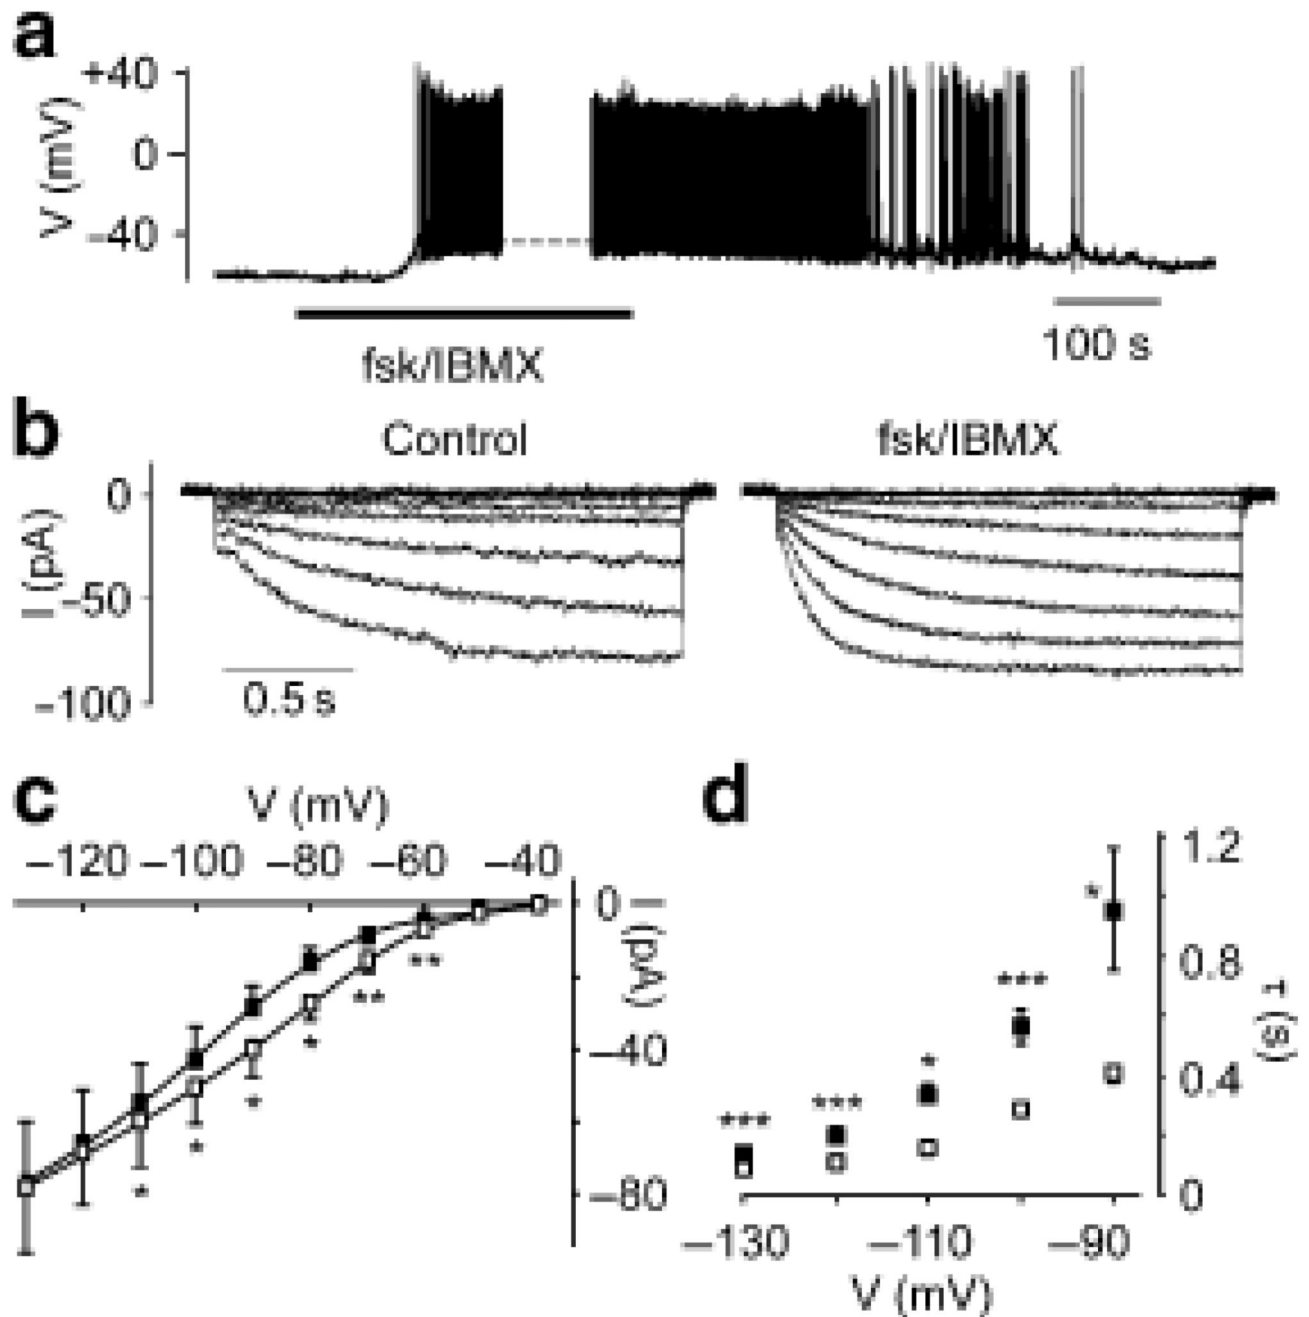 a
V (mV)
+40
0
−40
fsk/IBMX
100 s
b
Control
fsk/IBMX
I (pA)
0
−50
−100
0.5 s
c
V (mV)
−120 −100 −80 −60 −40
0
(pA)
−40
−80
* * * * ** **
d
*** *** * *** *
1.2
0.8
0.4
0
τ (s)
−130 −110 −90
V (mV)